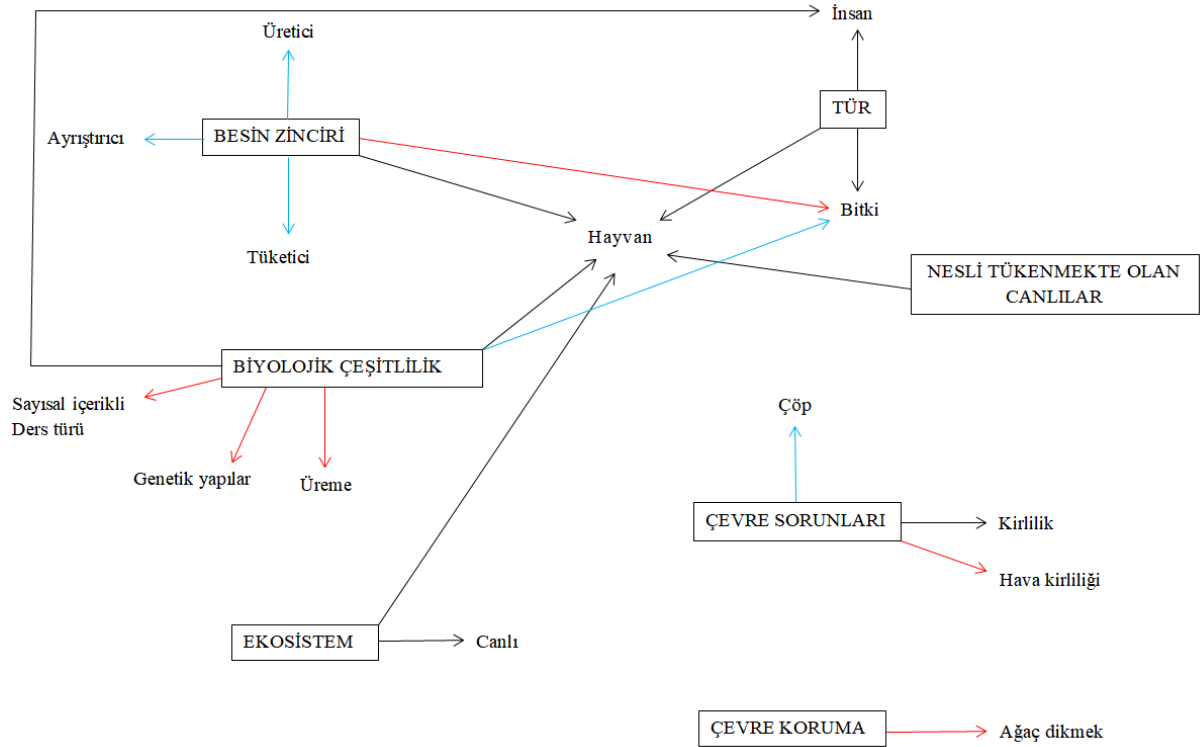 İnsan
Üretici
TÜR
BESİN ZİNCİRİ
Ayrıştırıcı
Bitki
Hayvan
Tüketici
NESLİ TÜKENMEKTE OLAN
CANLILAR
BİYOLOJİK ÇEŞİTLİLİK
Sayısal içerikli
Ders türü
Çöp
Genetik yapılar
Üreme
ÇEVRE SORUNLARI
Kirlilik
Hava kirliliği
EKOSİSTEM
Canlı
ÇEVRE KORUMA
Ağaç dikmek